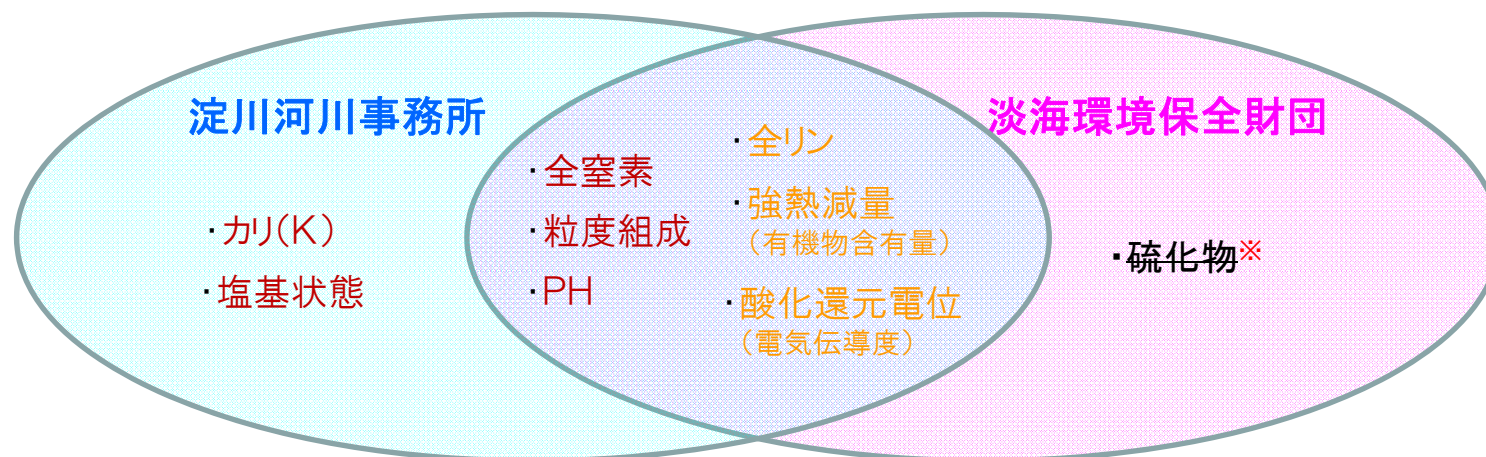 淀川河川事務所
・カリ(K)
・塩基状態
・全窒素
・粒度組成
・PH
・全リン
・強熱減量
(有機物含有量)
・酸化還元電位
(電気伝導度)
淡海環境保全財団
・硫化物※